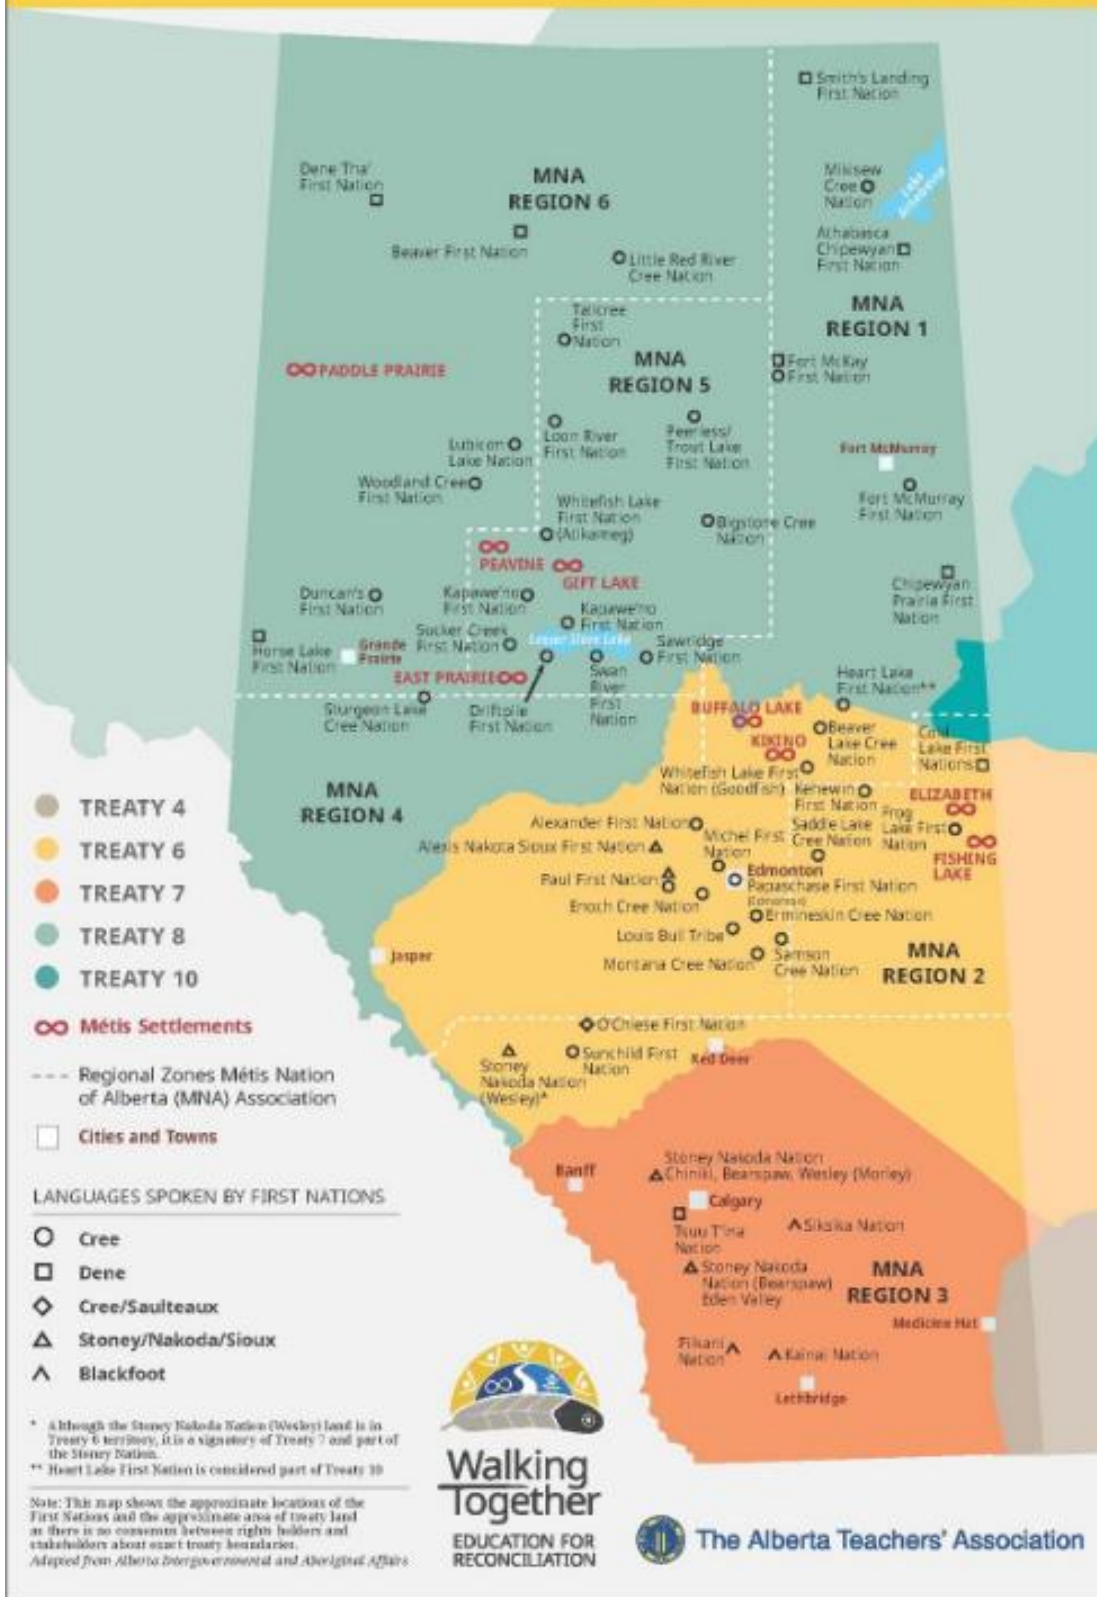 Smith's Landing
First Nation
Dene Tha'
First Nation
MNA
REGION 6
Mikisew
Cree
Nation
Lake
Athabasca
Beaver First Nation
Little Red River
Cree Nation
Athabasca
Chipewyan
First Nation
MNA
REGION 1
Tallcree
First
Nation
MNA
REGION 5
Fort McKay
First Nation
PADDLE PRAIRIE
Lubicon
Lake Nation
Loon River
First Nation
Peerless/
Trout Lake
First Nation
Fort McMurray
Woodland Cree
First Nation
Fort McMurray
First Nation
Whitefish Lake
First Nation
(Atikameg)
Bigstone Cree
Nation
PEAVINE
GIFT LAKE
Chipewyan
Prairie First
Nation
Duncan's
First Nation
Kapawe'no
First Nation
Kapawe'no
First Nation
Sucker Creek
First Nation
Lesser Slave Lake
Sawridge
First Nation
Horse Lake
First Nation
Grande
Prairie
EAST PRAIRIE
Swan
River
First
Nation
Heart Lake
First Nation**
Sturgeon Lake
Cree Nation
Driftpile
First Nation
BUFFALO LAKE
KIKINO
Beaver
Lake Cree
Nation
Cold
Lake First
Nations
Whitefish Lake First
Nation (Goodfish)
Kehewin
First Nation
ELIZABETH
MNA
REGION 4
Alexander First Nation
Michel First
Nation
Saddle Lake
Cree Nation
Frog
Lake First
Nation
FISHING
LAKE
Alexis Nakota Sioux First Nation
Paul First Nation
Edmonton
Papaschase First Nation
Enoch Cree Nation
Ermineskin Cree Nation
Louis Bull Tribe
Montana Cree Nation
Samson
Cree Nation
MNA
REGION 2
Jasper
O'Chiese First Nation
Sunchild First
Nation
Red Deer
Stoney
Nakoda Nation
(Wesley)*
Banff
Stoney Nakoda Nation
Chiniki, Bearspaw, Wesley (Morley)
Calgary
Tsuu T'ina
Nation
Siksika Nation
Stoney Nakoda
Nation (Bearspaw)
Eden Valley
MNA
REGION 3
Medicine Hat
Piikani
Nation
Kainai Nation
Lethbridge
TREATY 4
TREATY 6
TREATY 7
TREATY 8
TREATY 10
Métis Settlements
Regional Zones Métis Nation
of Alberta (MNA) Association
Cities and Towns
LANGUAGES SPOKEN BY FIRST NATIONS
Cree
Dene
Cree/Saulteaux
Stoney/Nakoda/Sioux
Blackfoot
* Although the Stoney Nakoda Nation (Wesley) land is in
Treaty 6 territory, it is a signatory of Treaty 7 and part of
the Stoney Nation.
** Heart Lake First Nation is considered part of Treaty 10
Note: This map shows the approximate locations of the
First Nations and the approximate area of treaty land
as there is no consensus between rights holders and
stakeholders about exact treaty boundaries.
Adapted from Alberta Intergovernmental and Aboriginal Affairs
Walking
Together
EDUCATION FOR
RECONCILIATION
The Alberta Teachers' Association